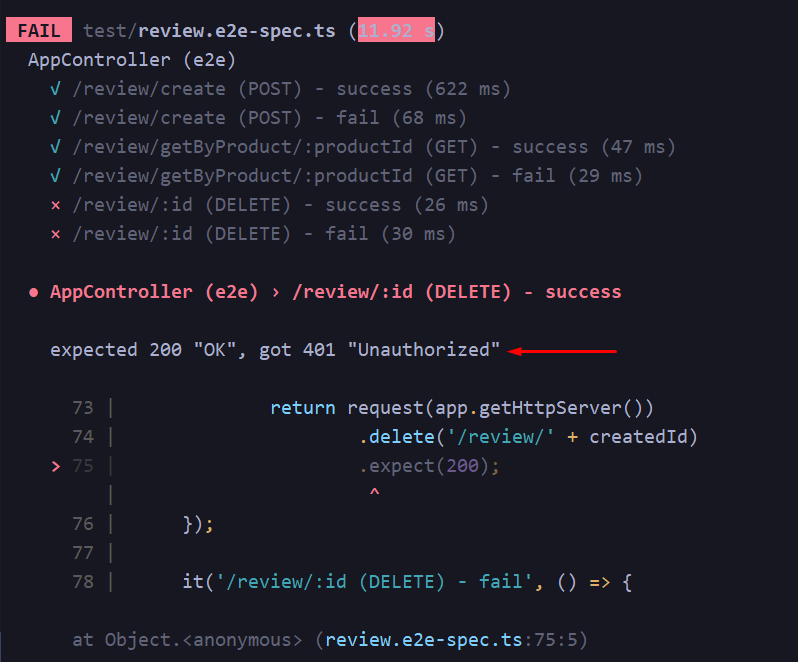 FAIL test/review.e2e-spec.ts (11.92 s)
AppController (e2e)
√ /review/create (POST) - success (622 ms)
√ /review/create (POST) - fail (68 ms)
√ /review/getByProduct/:productId (GET) - success (47 ms)
√ /review/getByProduct/:productId (GET) - fail (29 ms)
× /review/:id (DELETE) - success (26 ms)
× /review/:id (DELETE) - fail (30 ms)
● AppController (e2e) › /review/:id (DELETE) - success
expected 200 "OK", got 401 "Unauthorized"
73 | return request(app.getHttpServer())
74 | .delete('/review/' + createdId)
> 75 | .expect(200);
| ^
76 | });
77 |
78 | it('/review/:id (DELETE) - fail', () => {
at Object.<anonymous> (review.e2e-spec.ts:75:5)